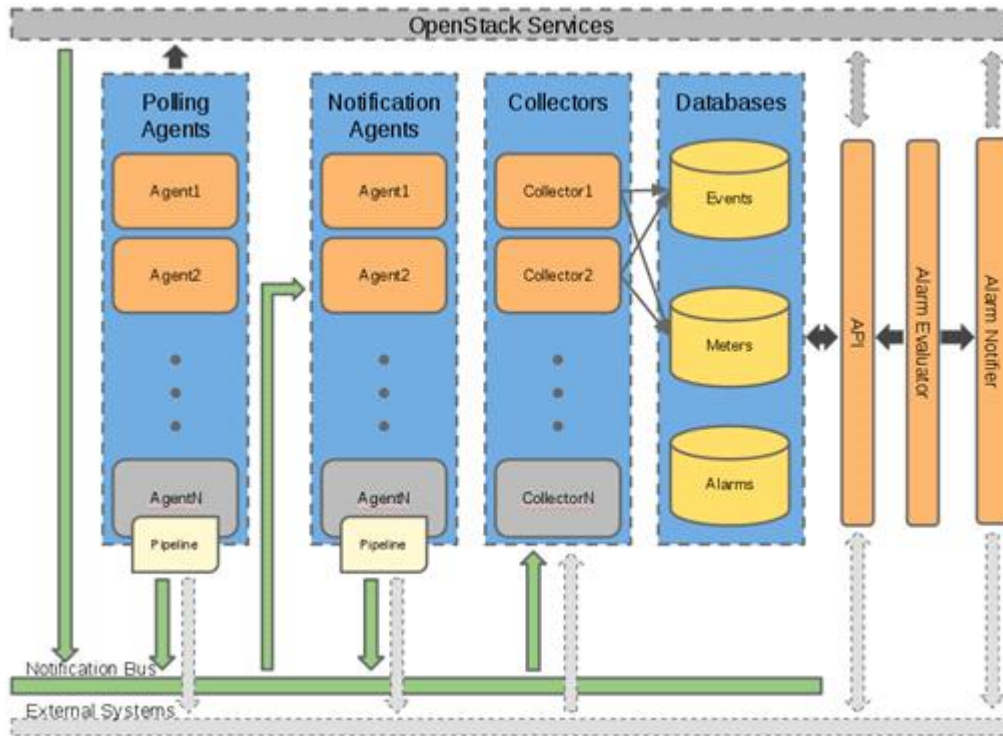 OpenStack Services
Polling
Agents
Agent1
Agent2
AgentN
Pipeline
Notification
Agents
Agent1
Agent2
AgentN
Pipeline
Collectors
Collector1
Collector2
CollectorN
Databases
Events
Meters
Alarms
API
Alarm Evaluator
Alarm Notifier
Notification Bus
External Systems